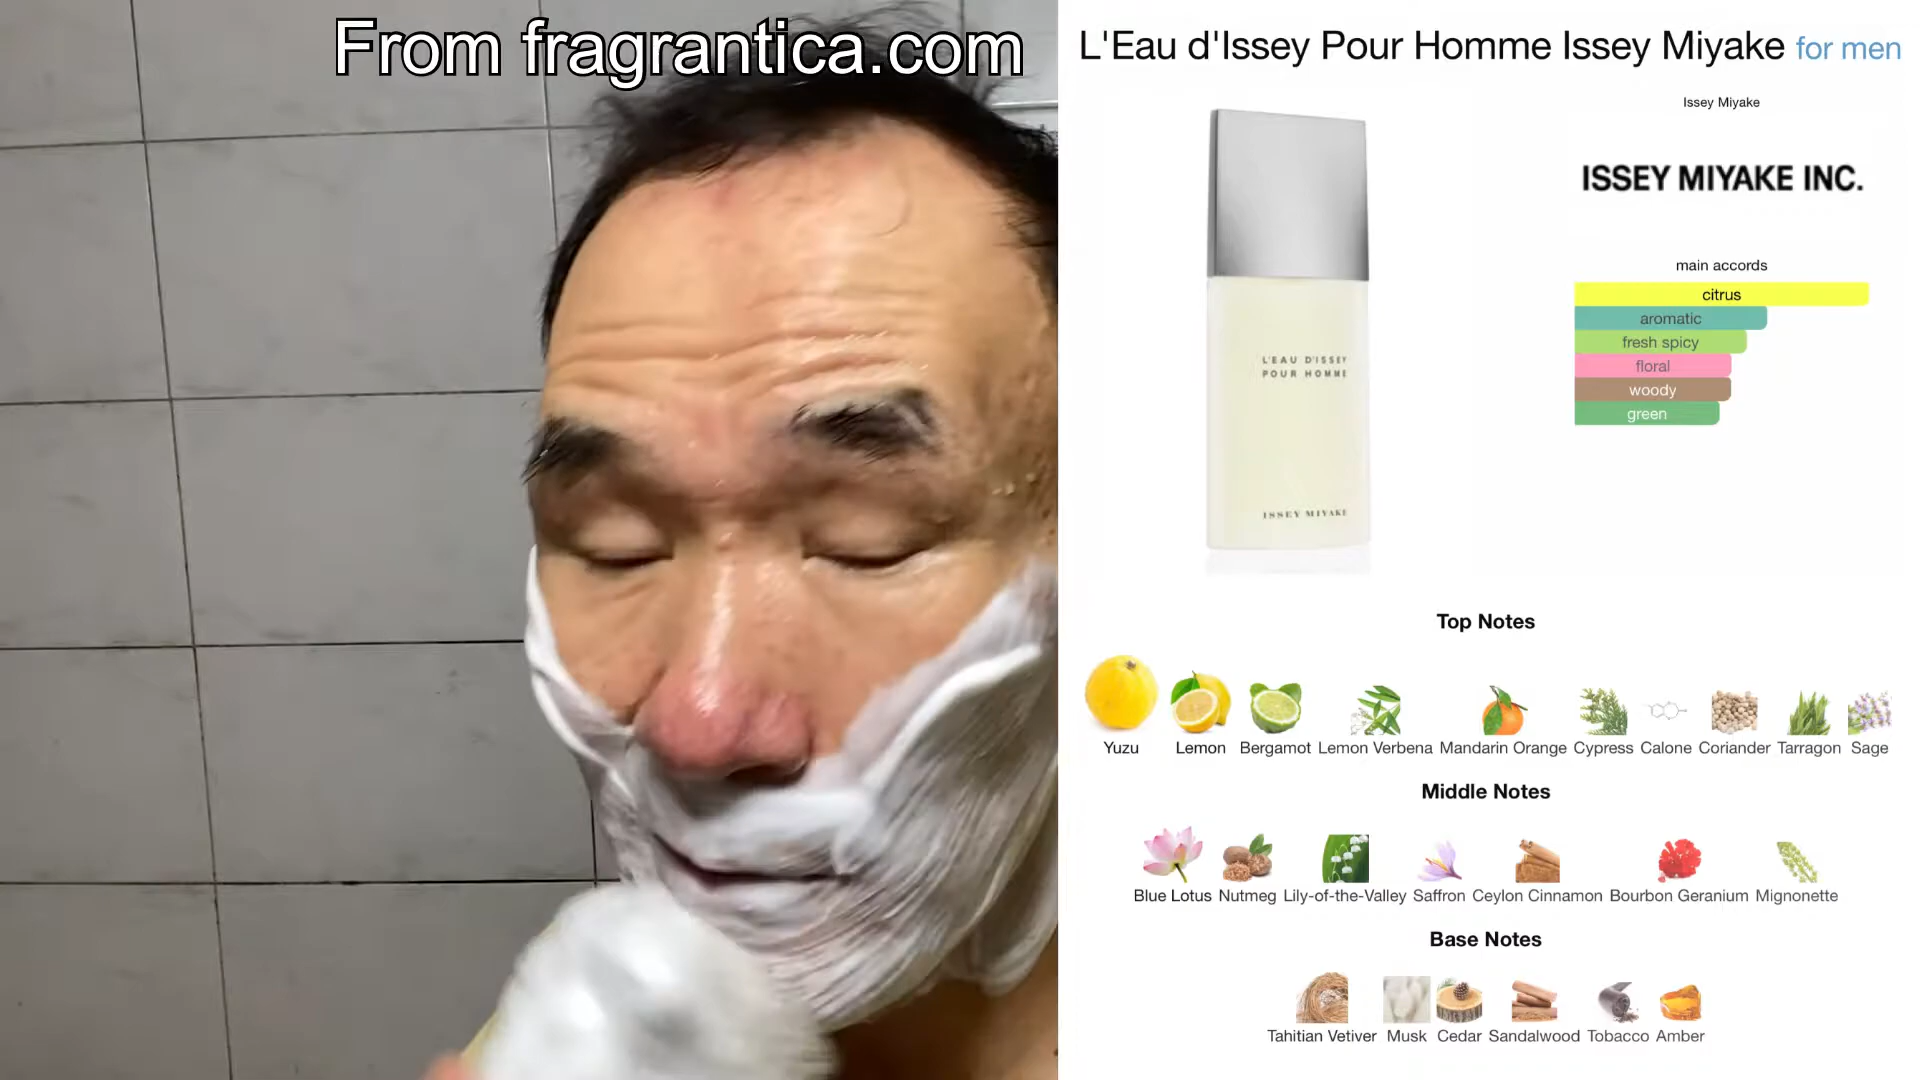 From fragrantica.com
L'Eau d'Issey Pour Homme Issey Miyake for men
Issey Miyake
ISSEY MIYAKE INC.
main accords
citrus
aromatic
fresh spicy
floral
woody
green
L'EAU D'ISSEY
POUR HOMME
ISSEY MIYAKE
Top Notes
Yuzu Lemon Bergamot Lemon Verbena Mandarin Orange Cypress Calone Coriander Tarragon Sage
Middle Notes
Blue Lotus Nutmeg Lily-of-the-Valley Saffron Ceylon Cinnamon Bourbon Geranium Mignonette
Base Notes
Tahitian Vetiver Musk Cedar Sandalwood Tobacco Amber